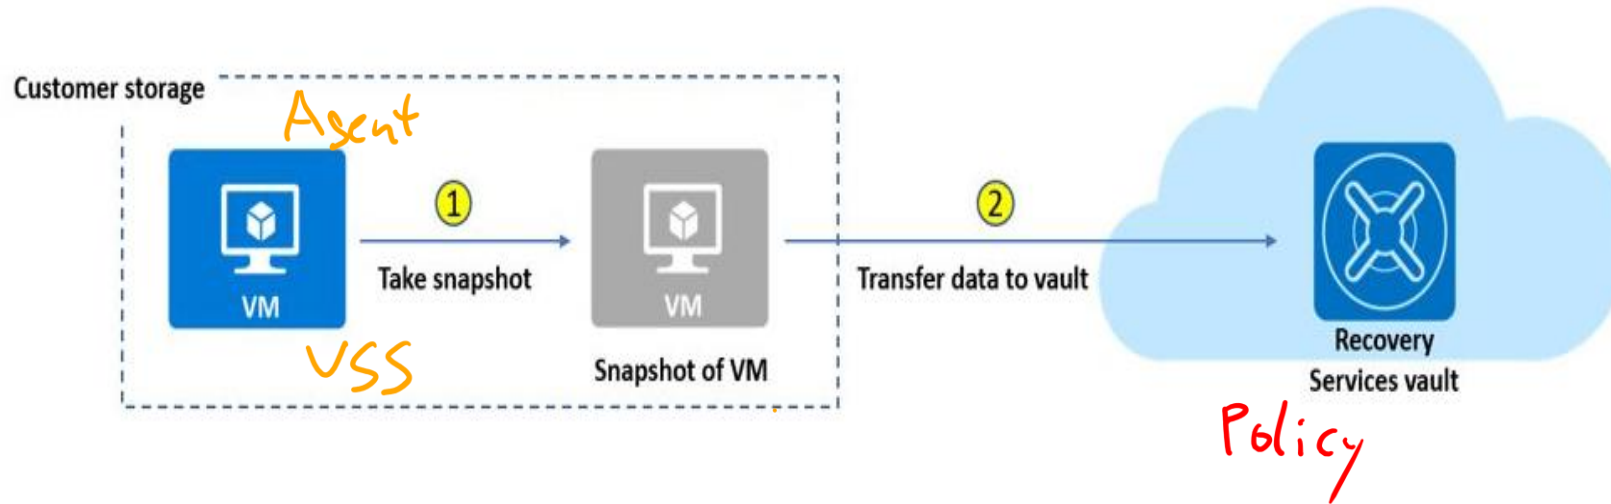 Customer storage
Agent
1
2
Take snapshot
Transfer data to vault
VM
VM
VSS
Snapshot of VM
Recovery
Services vault
Policy